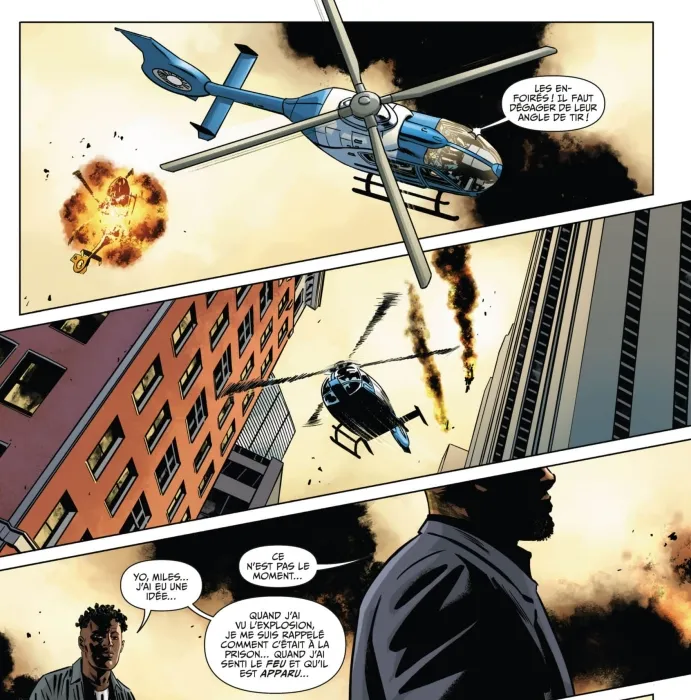 LES EN-
FOIRÉS ! IL FAUT
DÉGAGER DE LEUR
ANGLE DE TIR !
YO, MILES...
J'AI EU UNE
IDÉE...
CE
N'EST PAS LE
MOMENT...
QUAND J'AI
VU L'EXPLOSION,
JE ME SUIS RAPPELÉ
COMMENT C'ÉTAIT À LA
PRISON... QUAND J'AI
SENTI LE FEU ET QU'IL
EST APPARU...